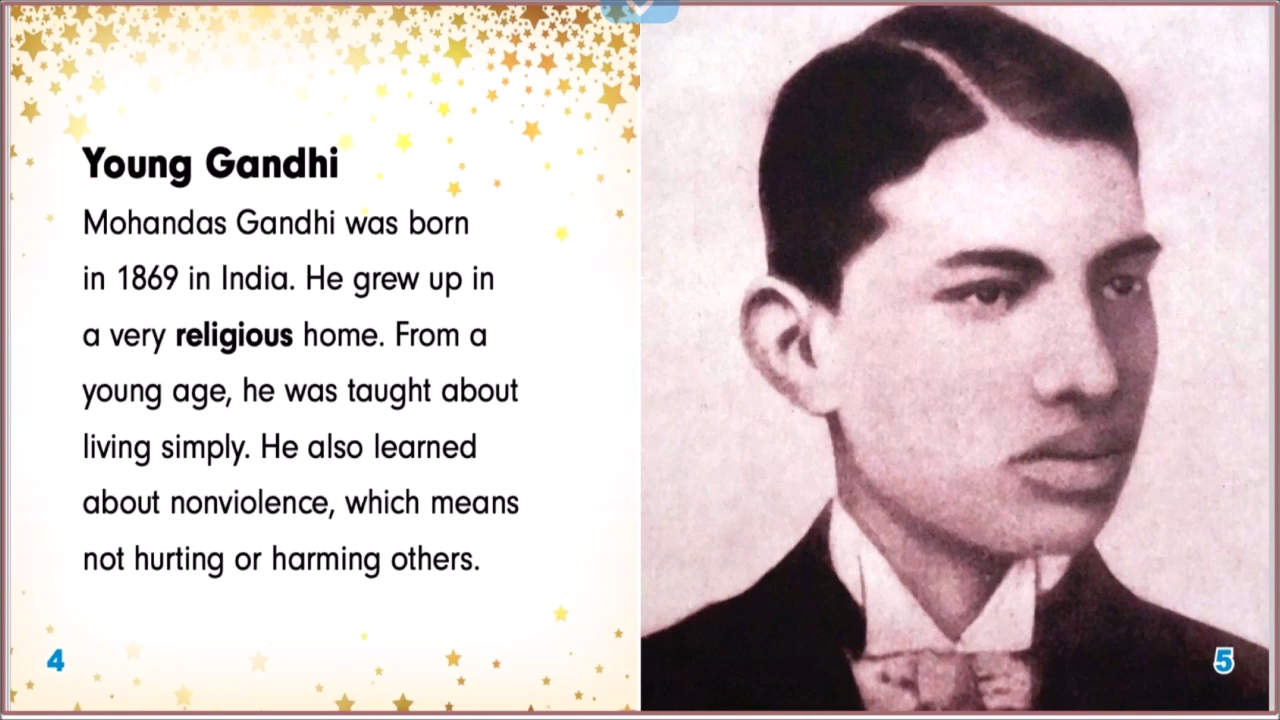 Young Gandhi
Mohandas Gandhi was born
in 1869 in India. He grew up in
a very religious home. From a
young age, he was taught about
living simply. He also learned
about nonviolence, which means
not hurting or harming others.
4
5